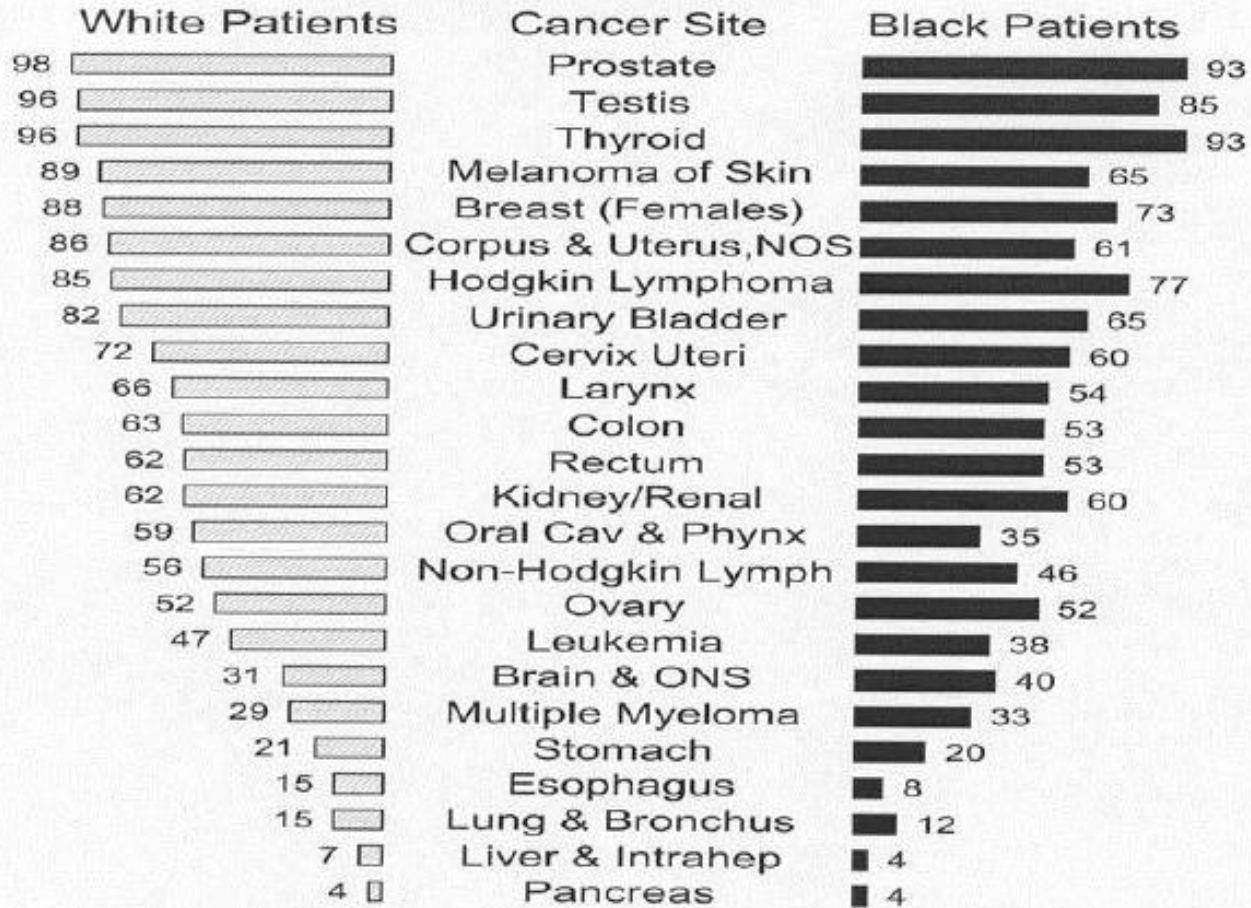 White Patients Cancer Site Black Patients
98 Prostate 93
96 Testis 85
96 Thyroid 93
89 Melanoma of Skin 65
88 Breast (Females) 73
86 Corpus & Uterus,NOS 61
85 Hodgkin Lymphoma 77
82 Urinary Bladder 65
72 Cervix Uteri 60
66 Larynx 54
63 Colon 53
62 Rectum 53
62 Kidney/Renal 60
59 Oral Cav & Phynx 35
56 Non-Hodgkin Lymph 46
52 Ovary 52
47 Leukemia 38
31 Brain & ONS 40
29 Multiple Myeloma 33
21 Stomach 20
15 Esophagus 8
15 Lung & Bronchus 12
7 Liver & Intrahep 4
4 Pancreas 4